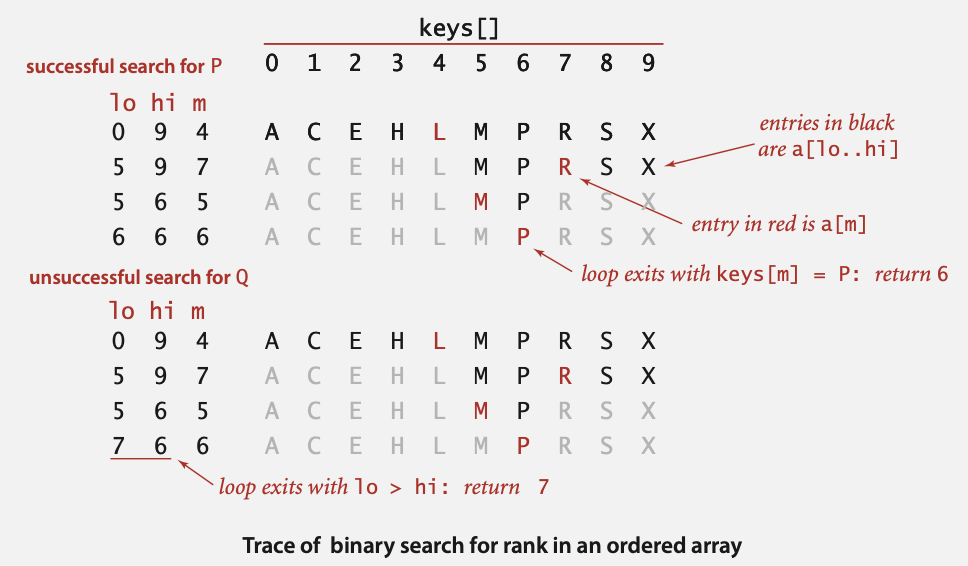 keys[]
successful search for P 0 1 2 3 4 5 6 7 8 9
lo hi m
0 9 4 A C E H L M P R S X
entries in black
are a[lo..hi]
5 9 7 A C E H L M P R S X
5 6 5 A C E H L M P R S X
entry in red is a[m]
6 6 6 A C E H L M P R S X
loop exits with keys[m] = P: return 6
unsuccessful search for Q
lo hi m
0 9 4 A C E H L M P R S X
5 9 7 A C E H L M P R S X
5 6 5 A C E H L M P R S X
7 6 6 A C E H L M P R S X
loop exits with lo > hi: return 7
Trace of binary search for rank in an ordered array